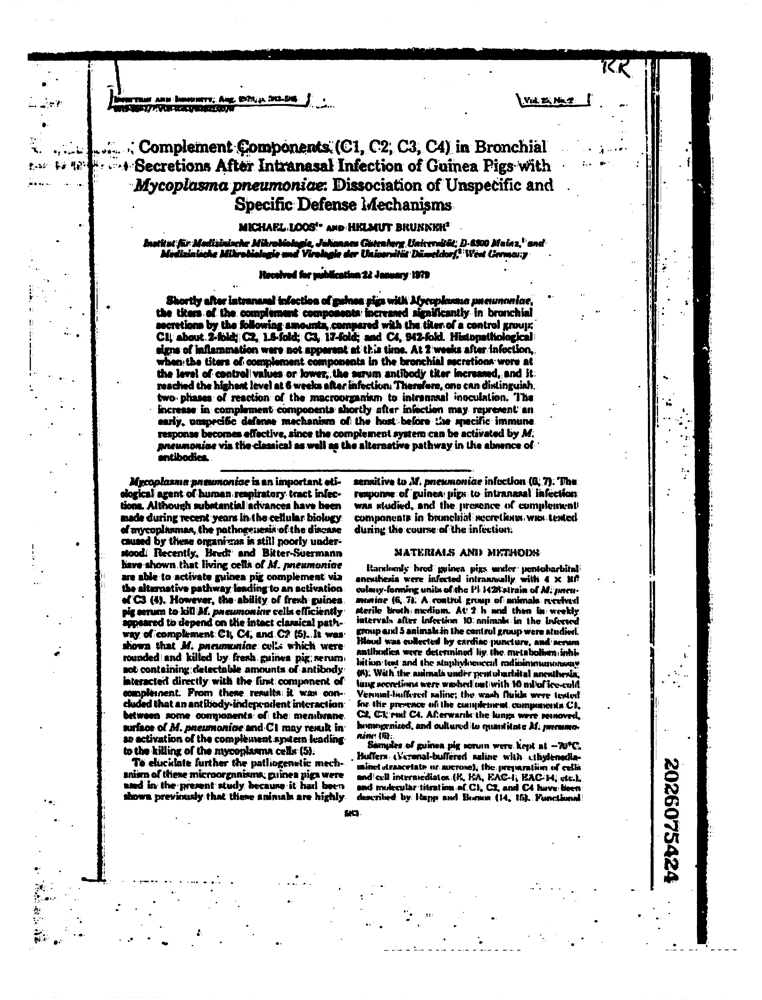 KR
INFECTION AND IMMUNITY, Aug. 1979, p.
Vol. 25, No. 2
Complement Components (C1, C2, C3, C4) in Bronchial
Secretions After Intranasal Infection of Guinea Pigs with
Mycoplasma pneumoniae: Dissociation of Unspecific and
Specific Defense Mechanisms
MICHAEL LOOS¹* AND HELMUT BRUNNER²
Institut für Medizinische Mikrobiologie, Johannes Gutenberg Universität, D-6500 Mainz,¹ and
Medizinische Mikrobiologie und Virologie der Universität Düsseldorf,² West Germany
Received for publication 22 January 1979
Shortly after intranasal infection of guinea pigs with Mycoplasma pneumoniae,
the titers of the complement components increased significantly in bronchial
secretions by the following amounts, compared with the titer of a control group:
C1, about 2-fold; C2, 1.8-fold; C3, 17-fold; and C4, 942-fold. Histopathological
signs of inflammation were not apparent at this time. At 2 weeks after infection,
when the titers of complement components in the bronchial secretions were at
the level of control values or lower, the serum antibody titer increased, and it
reached the highest level at 6 weeks after infection. Therefore, one can distinguish
two phases of reaction of the macroorganism to intranasal inoculation. The
increase in complement components shortly after infection may represent an
early, unspecific defense mechanism of the host before the specific immune
response becomes effective, since the complement system can be activated by M.
pneumoniae via the classical as well as the alternative pathway in the absence of
antibodies.
Mycoplasma pneumoniae is an important eti-
ological agent of human respiratory tract infec-
tions. Although substantial advances have been
made during recent years in the cellular biology
of mycoplasmas, the pathogenesis of the disease
caused by these organisms is still poorly under-
stood. Recently, Bredt and Bitter-Suermann
have shown that living cells of M. pneumoniae
are able to activate guinea pig complement via
the alternative pathway leading to an activation
of C3 (4). However, the ability of fresh guinea
pig serum to kill M. pneumoniae cells efficiently
appeared to depend on the intact classical path-
way of complement C1, C4, and C2 (5). It was
shown that M. pneumoniae cells which were
rounded and killed by fresh guinea pig serum
not containing detectable amounts of antibody
interacted directly with the first component of
complement. From these results it was con-
cluded that an antibody-independent interaction
between some components of the membrane
surface of M. pneumoniae and C1 may result in
an activation of the complement system leading
to the killing of the mycoplasma cells (5).
To elucidate further the pathogenetic mech-
anism of these microorganisms, guinea pigs were
used in the present study because it had been
shown previously that these animals are highly
sensitive to M. pneumoniae infection (6, 7). The
response of guinea pigs to intranasal infection
was studied, and the presence of complement
components in bronchial secretions was tested
during the course of the infection.
MATERIALS AND METHODS
Randomly bred guinea pigs under pentobarbital
anesthesia were infected intranasally with 4 ×
colony-forming units of the PI 1428 strain of M. pneu-
moniae (6, 7). A control group of animals received
sterile broth medium. At 2 h and then in weekly
intervals after infection 10 animals in the infected
group and 5 animals in the control group were studied.
Blood was collected by cardiac puncture, and serum
antibodies were determined by the metabolism inhi-
bition test and the staphylococcal radioimmunoassay
(8). With the animals under pentobarbital anesthesia,
lung secretions were washed out with 10 ml of ice-cold
Veronal-buffered saline; the wash fluids were tested
for the presence of the complement components C1,
C2, C3, and C4. Afterwards the lungs were removed,
homogenized, and cultured to quantitate M. pneumo-
niae (6).
Samples of guinea pig serum were kept at −70°C.
Buffers (Veronal-buffered saline with ethylenedia-
minetetraacetate or sucrose), the preparation of cells
and cell intermediates (E, EA, EAC-1, EAC-14, etc.),
and molecular titration of C1, C2, and C4 have been
described by Rapp and Borsos (14, 15). Functional
583
2026075424